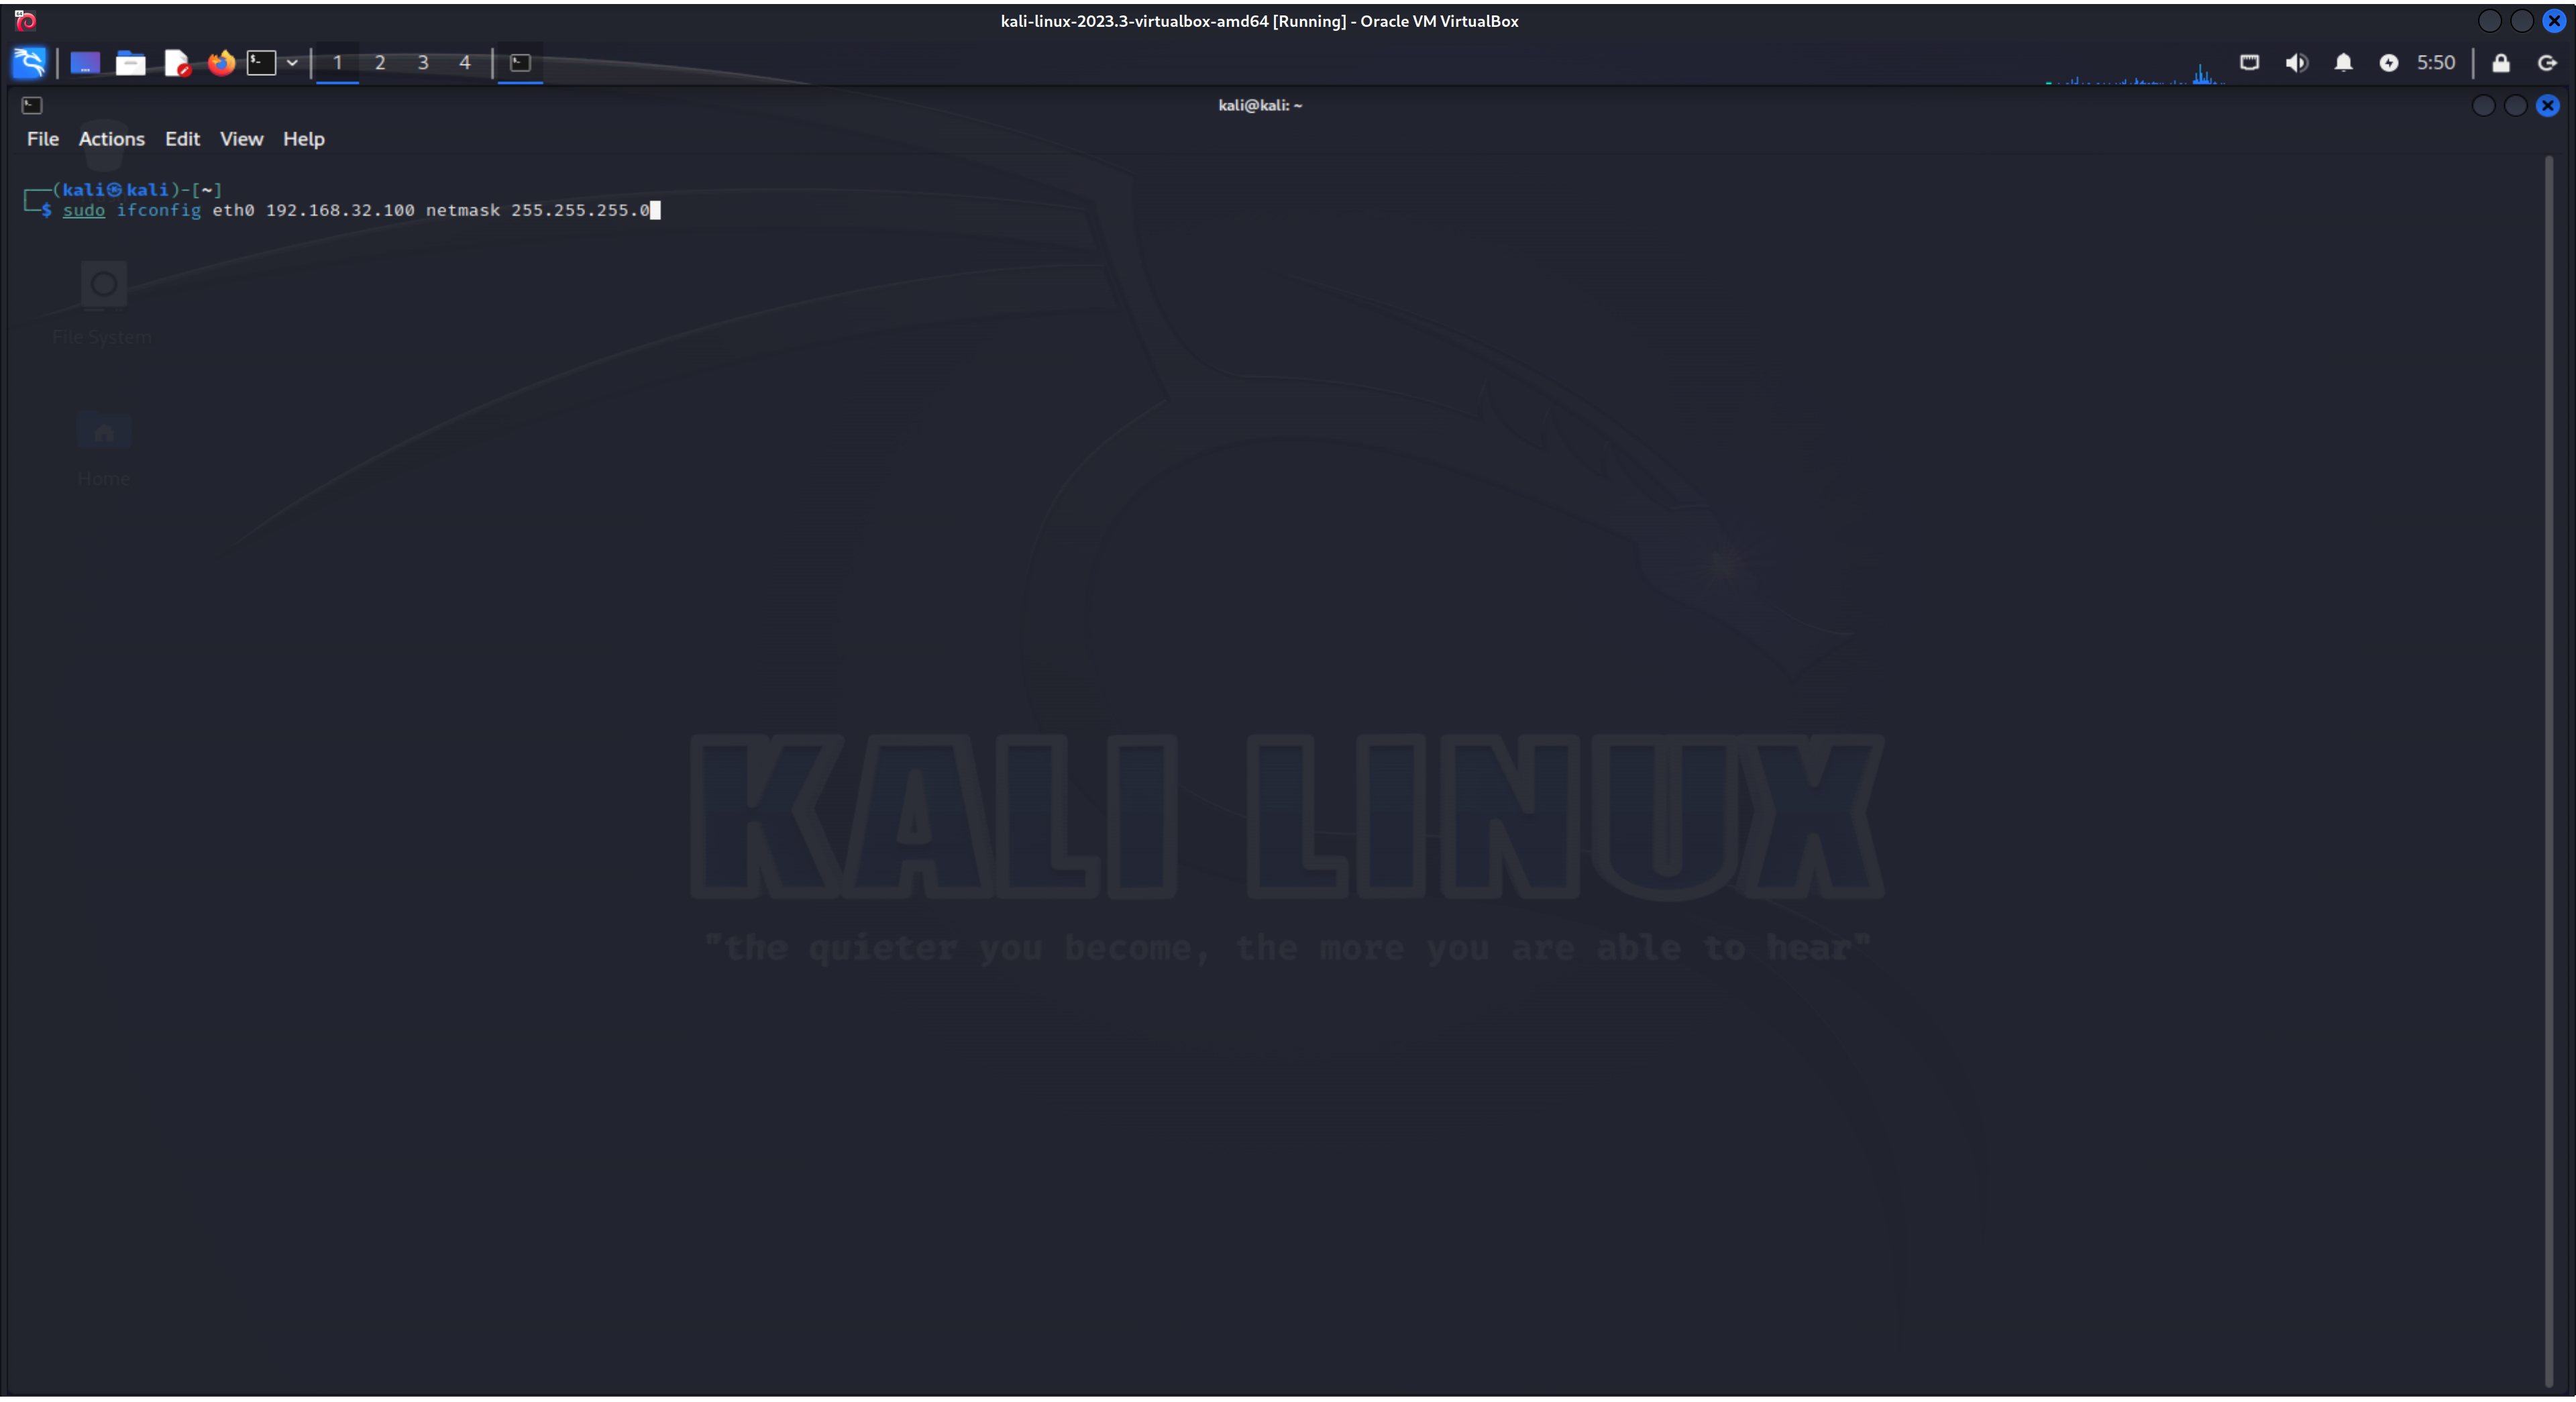 kali-linux-2023.3-virtualbox-amd64 [Running] - Oracle VM VirtualBox
1 2 3 4 5:50
kali@kali: ~
File Actions Edit View Help
┌──(kali㉿kali)-[~]
└─$ sudo ifconfig eth0 192.168.32.100 netmask 255.255.255.0
File System
Home
KALI LINUX
"the quieter you become, the more you are able to hear"